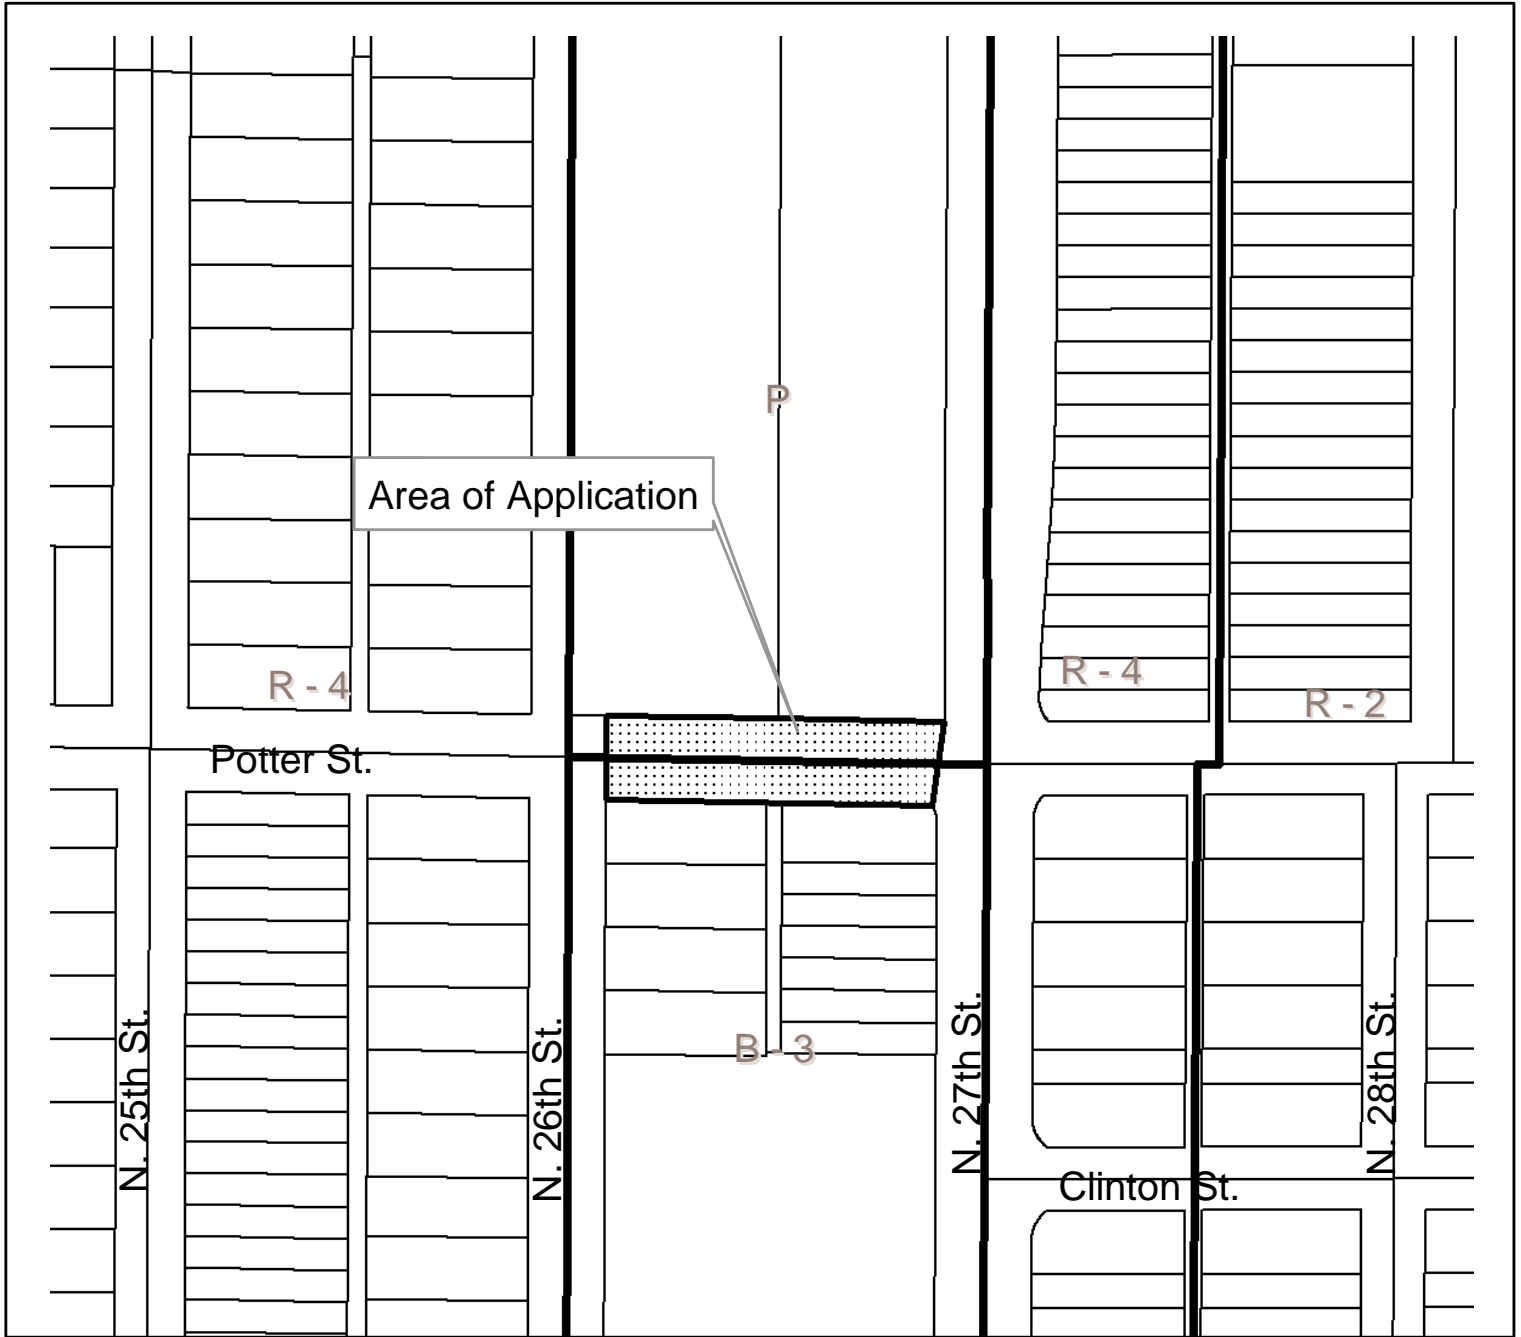 P
Area of Application
R - 4
R - 4
R - 2
Potter St.
B - 3
N. 25th St.
N. 26th St.
N. 27th St.
N. 28th St.
Clinton St.